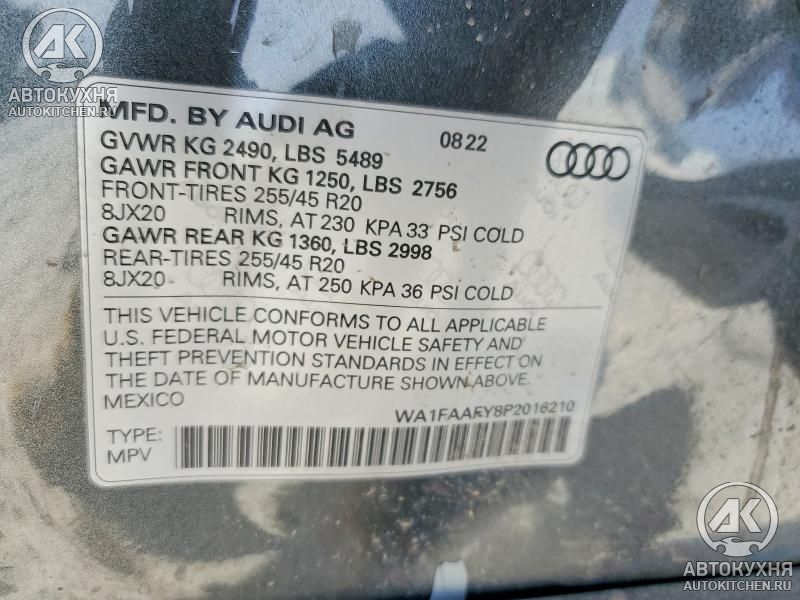 АК
АВТОКУХНЯ
AUTOKITCHEN.RU
MFD. BY AUDI AG 0822
GVWR KG 2490, LBS 5489
GAWR FRONT KG 1250, LBS 2756
FRONT-TIRES 255/45 R20
8JX20 RIMS, AT 230 KPA 33 PSI COLD
GAWR REAR KG 1360, LBS 2998
REAR-TIRES 255/45 R20
8JX20 RIMS, AT 250 KPA 36 PSI COLD
THIS VEHICLE CONFORMS TO ALL APPLICABLE
U.S. FEDERAL MOTOR VEHICLE SAFETY AND
THEFT PREVENTION STANDARDS IN EFFECT ON
THE DATE OF MANUFACTURE SHOWN ABOVE.
MEXICO
WA1FAAFY8P2016210
TYPE:
MPV
АК
АВТОКУХНЯ
AUTOKITCHEN.RU